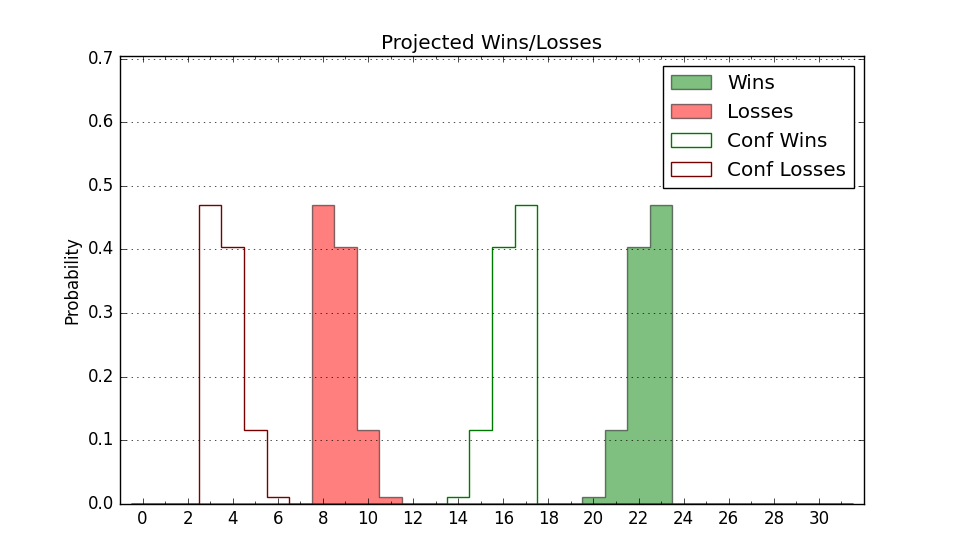 Projected Wins/Losses
0.7
0.6
0.5
0.4
0.3
0.2
0.1
0.0
Probability
Wins
Losses
Conf Wins
Conf Losses
0 2 4 6 8 10 12 14 16 18 20 22 24 26 28 30